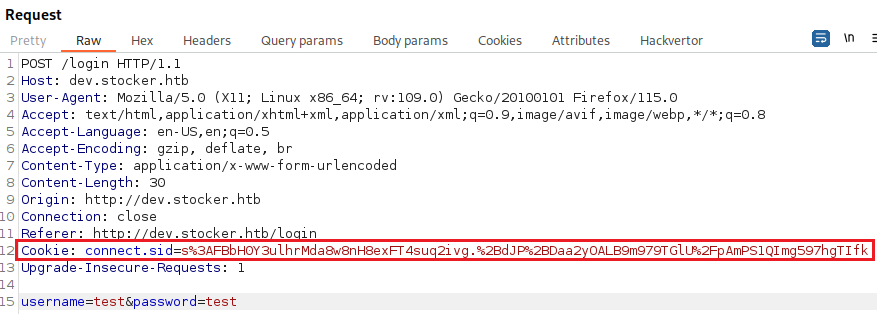 Request
Pretty Raw Hex Headers Query params Body params Cookies Attributes Hackvertor \n
1 POST /login HTTP/1.1
2 Host: dev.stocker.htb
3 User-Agent: Mozilla/5.0 (X11; Linux x86_64; rv:109.0) Gecko/20100101 Firefox/115.0
4 Accept: text/html,application/xhtml+xml,application/xml;q=0.9,image/avif,image/webp,*/*;q=0.8
5 Accept-Language: en-US,en;q=0.5
6 Accept-Encoding: gzip, deflate, br
7 Content-Type: application/x-www-form-urlencoded
8 Content-Length: 30
9 Origin: http://dev.stocker.htb
10 Connection: close
11 Referer: http://dev.stocker.htb/login
12 Cookie: connect.sid=s%3AFBbH0Y3ulhrMda8w8nH8exFT4suq2ivg.%2BdJP%2BDaa2yOALB9m979TGlU%2FpAmPS1QImg597hgTIfk
13 Upgrade-Insecure-Requests: 1
14
15 username=test&password=test